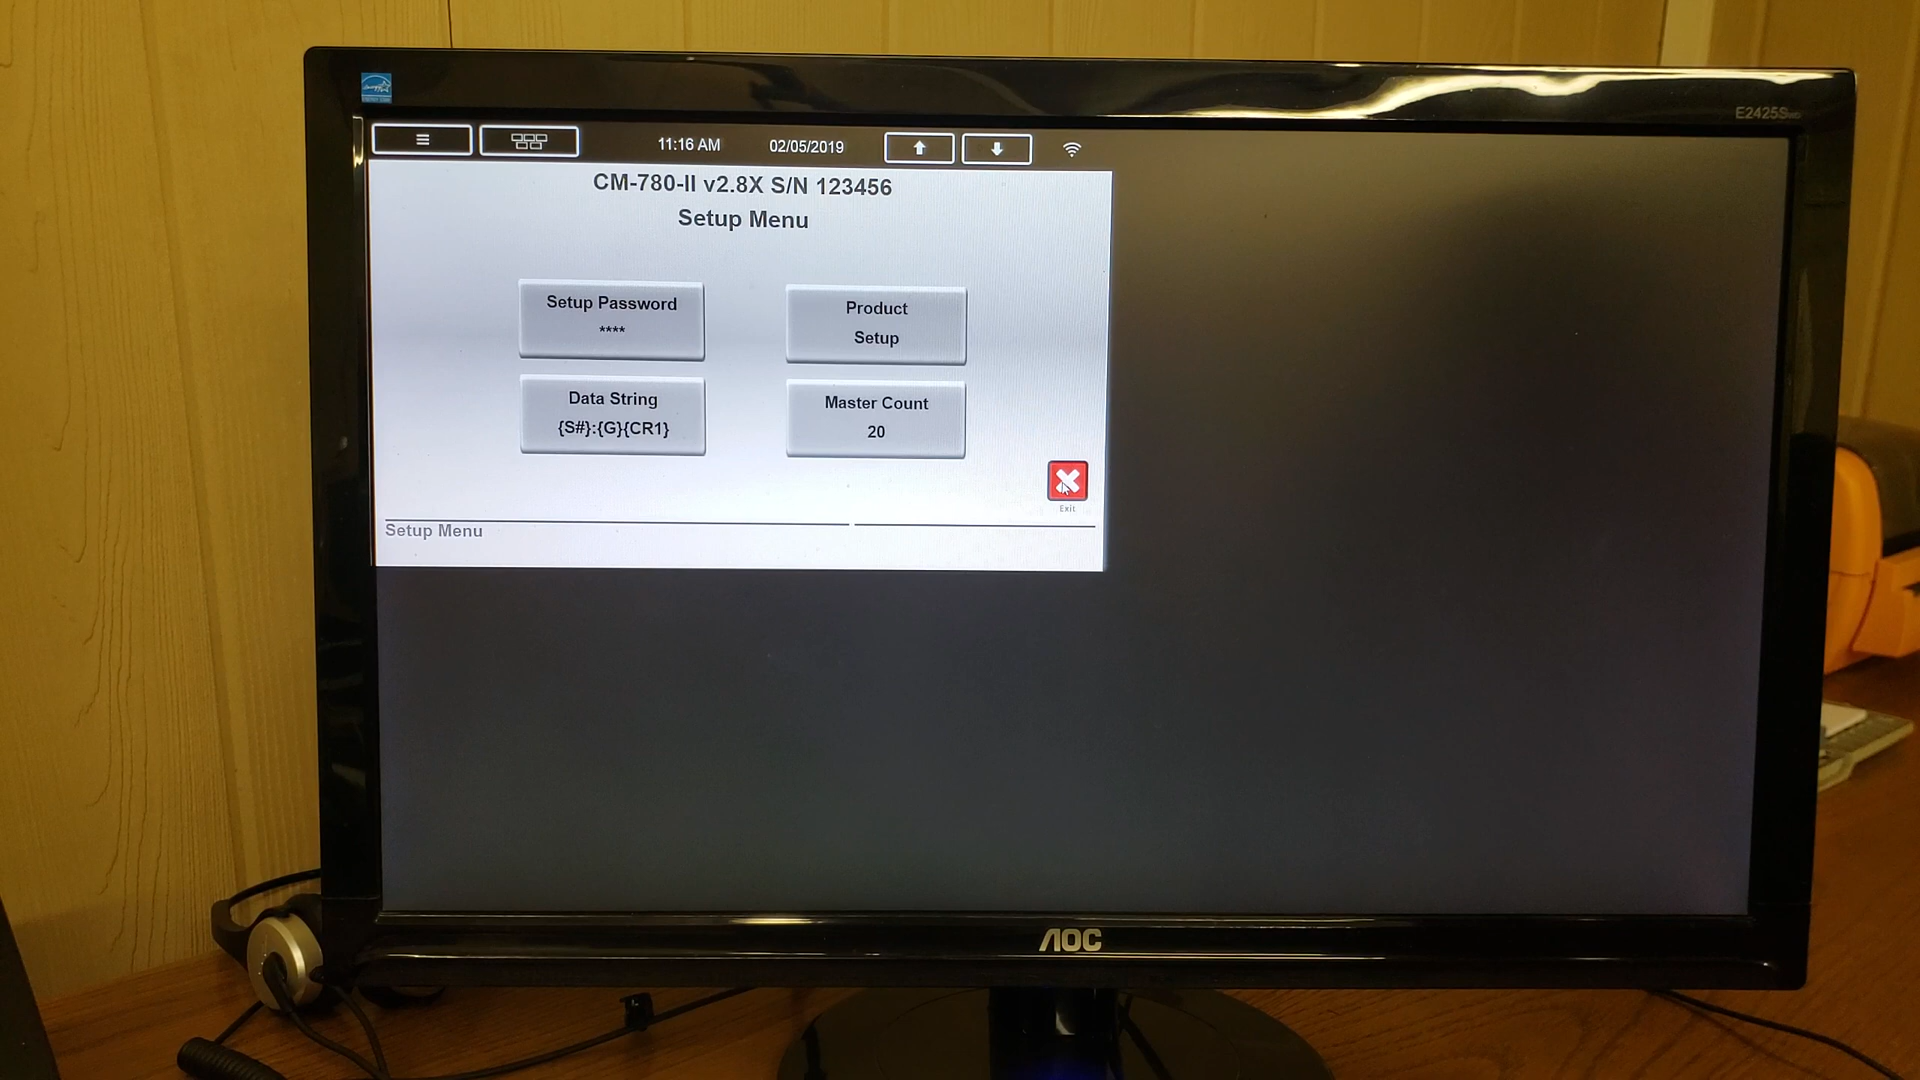 E2425S
11:16 AM 02/05/2019
CM-780-II v2.8X S/N 123456
Setup Menu
Setup Password
****
Product
Setup
Data String
{S#}:{G}{CR1}
Master Count
20
Exit
Setup Menu
AOC